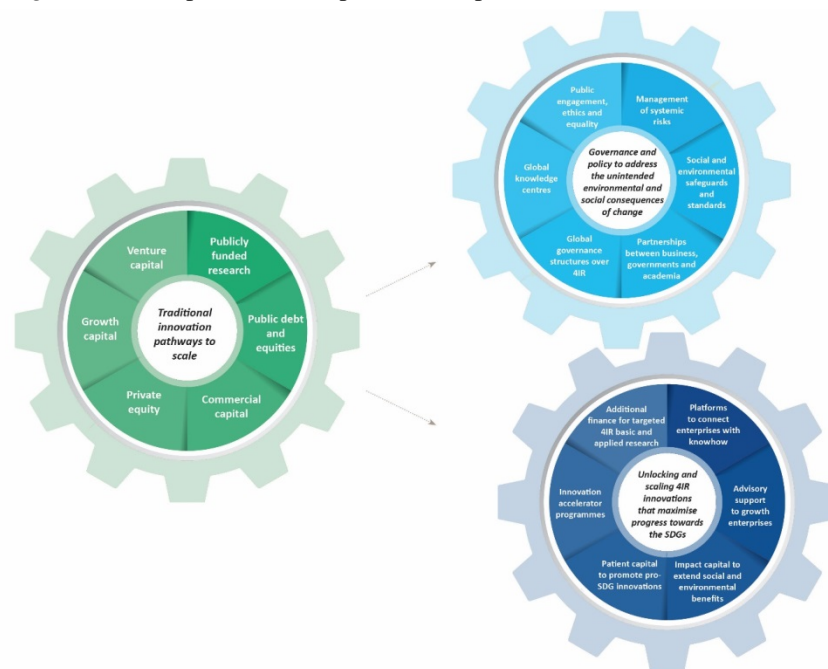 Traditional
innovation
pathways to
scale
Publicly
funded
research
Public debt
and
equities
Commercial
capital
Private
equity
Growth
capital
Venture
capital
Governance and
policy to address
the unintended
environmental and
social consequences
of change
Management
of systemic
risks
Social and
environmental
safeguards
and
standards
Partnerships
between business,
governments and
academia
Global
governance
structures over
4IR
Global
knowledge
centres
Public
engagement,
ethics and
equality
Unlocking and
scaling 4IR
innovations
that maximise
progress towards
the SDGs
Platforms
to connect
enterprises with
knowhow
Advisory
support
to growth
enterprises
Impact capital to
extend social and
environmental
benefits
Patient capital
to promote pro-
SDG innovations
Innovation
accelerator
programmes
Additional
finance for targeted
4IR basic and
applied research